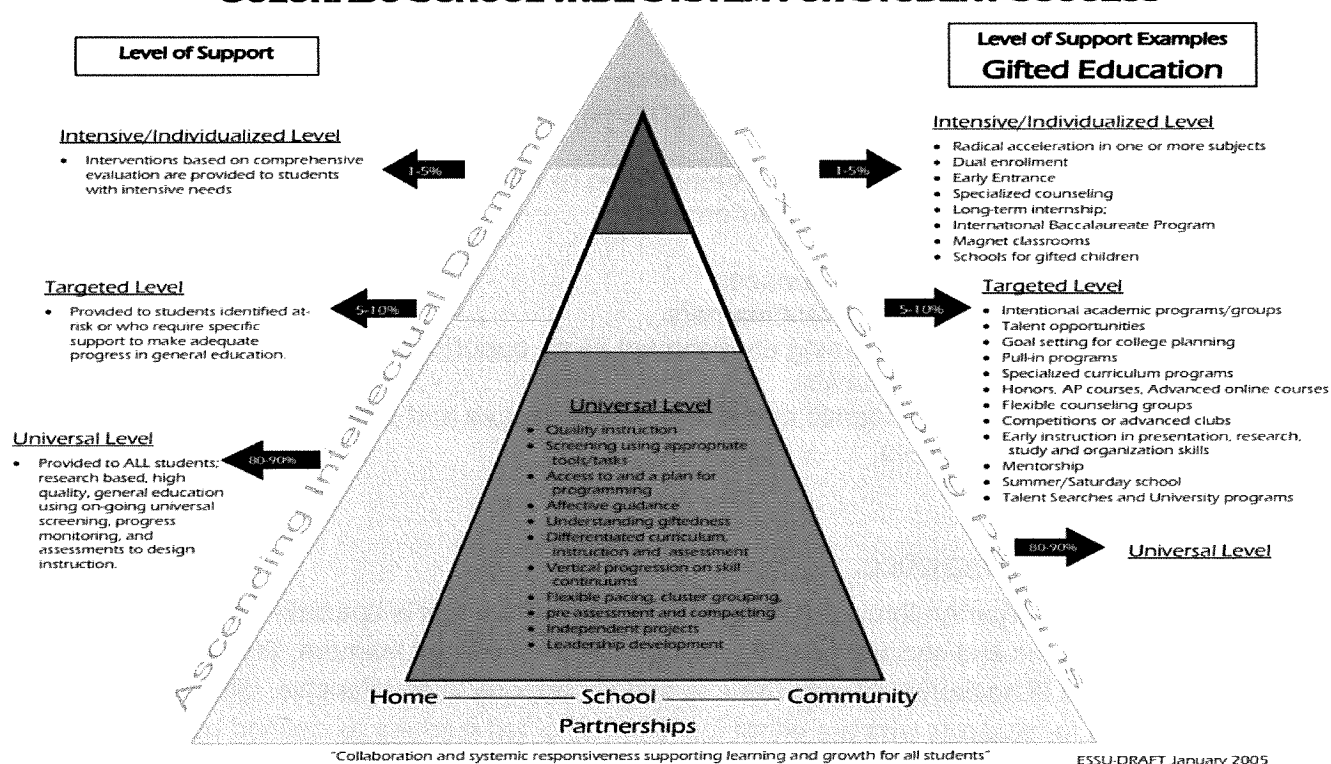 Level of Support
Level of Support Examples
Gifted Education
Intensive/Individualized Level
• Interventions based on comprehensive
evaluation are provided to students
with intensive needs
1-5%
Targeted Level
• Provided to students identified at-
risk or who require specific
support to make adequate
progress in general education.
5-10%
Universal Level
• Provided to ALL students;
research based, high
quality, general education
using on-going universal
screening, progress
monitoring, and
assessments to design
instruction.
80-90%
Ascending Intellectual Demand
Universal Level
• Quality instruction
• Screening using appropriate
tools/tasks
• Access to and a plan for
programming
• Affective guidance
• Understanding giftedness
• Differentiated curriculum,
instruction and assessment
• Vertical progression on skill
continuums
• Flexible pacing, cluster grouping,
• pre-assessment and compacting
• Independent projects
• Leadership development
Flexible Grouping Patterns
1-5%
Intensive/Individualized Level
• Radical acceleration in one or more subjects
• Dual enrollment
• Early Entrance
• Specialized counseling
• Long-term internship;
• International Baccalaureate Program
• Magnet classrooms
• Schools for gifted children
5-10%
Targeted Level
• Intentional academic programs/groups
• Talent opportunities
• Goal setting for college planning
• Pull-in programs
• Specialized curriculum programs
• Honors, AP courses, Advanced online courses
• Flexible counseling groups
• Competitions or advanced clubs
• Early instruction in presentation, research,
study and organization skills
• Mentorship
• Summer/Saturday school
• Talent Searches and University programs
80-90%
Universal Level
Home School Community
Partnerships
"Collaboration and systemic responsiveness supporting learning and growth for all students"
ESSU-DRAFT January 2005